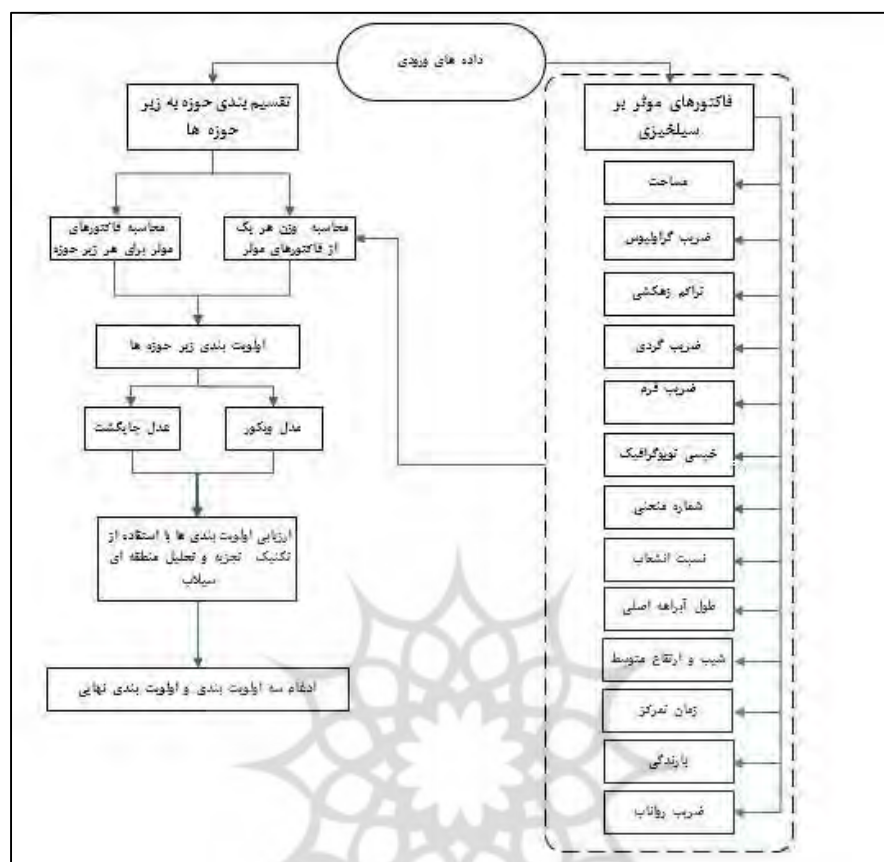 داده های ورودی
فاکتورهای موثر بر
سیلخیزی
مساحت
ضریب گراولیوس
تراکم زهکشی
ضریب گردی
ضریب فرم
خیسی توپوگرافیک
شماره منحنی
نسبت انشعاب
طول آبراهه اصلی
شیب و ارتفاع متوسط
زمان تمرکز
بارندگی
ضریب رواناب
تقسیم بندی حوزه به زیر
حوزه ها
محاسبه وزن هر یک
از فاکتورهای موثر
محاسبه فاکتورهای
موثر برای هر زیر حوزه
اولویت بندی زیر حوزه ها
مدل ویکور
مدل جایگشت
ارزیابی اولویت بندی ها با استفاده از
تکنیک تجزیه و تحلیل منطقه ای
سیلاب
ادغام سه اولویت بندی و اولویت بندی نهایی